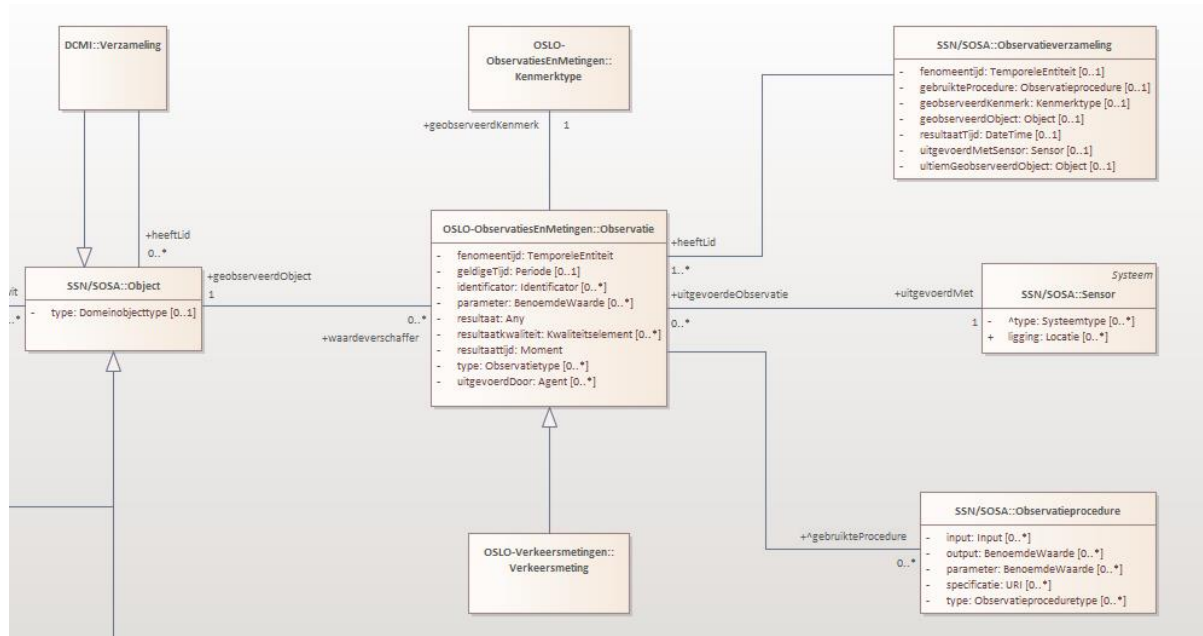 DCMI::Verzameling
OSLO-
ObservatiesEnMetingen::
Kenmerktype
SSN/SOSA::Observatieverzameling
- fenomeentijd: TemporeleEntiteit [0..1]
- gebruikteProcedure: Observatieprocedure [0..1]
- geobserveerdKenmerk: Kenmerktype [0..1]
- geobserveerdObject: Object [0..1]
- resultaatTijd: DateTime [0..1]
- uitgevoerdMetSensor: Sensor [0..1]
- ultiemGeobserveerdObject: Object [0..1]
+geobserveerdKenmerk 1
+heeftLid
0..*
OSLO-ObservatiesEnMetingen::Observatie
- fenomeentijd: TemporeleEntiteit
- geldigeTijd: Periode [0..1]
- identificator: Identificator [0..*]
- parameter: BenoemdeWaarde [0..*]
- resultaat: Any
- resultaatkwaliteit: Kwaliteitselement [0..*]
- resultaattijd: Moment
- type: Observatietype [0..*]
- uitgevoerdDoor: Agent [0..*]
+heeftLid
1..*
SSN/SOSA::Object
- type: Domeinobjecttype [0..1]
+geobserveerdObject
1
0..*
+waardeverschaffer
+uitgevoerdeObservatie
0..*
+uitgevoerdMet
1
Systeem
SSN/SOSA::Sensor
- ^type: Systeemtype [0..*]
+ ligging: Locatie [0..*]
OSLO-Verkeersmetingen::
Verkeersmeting
+^gebruikteProcedure
0..*
SSN/SOSA::Observatieprocedure
- input: Input [0..*]
- output: BenoemdeWaarde [0..*]
- parameter: BenoemdeWaarde [0..*]
- specificatie: URI [0..*]
- type: Observatieproceduretype [0..*]